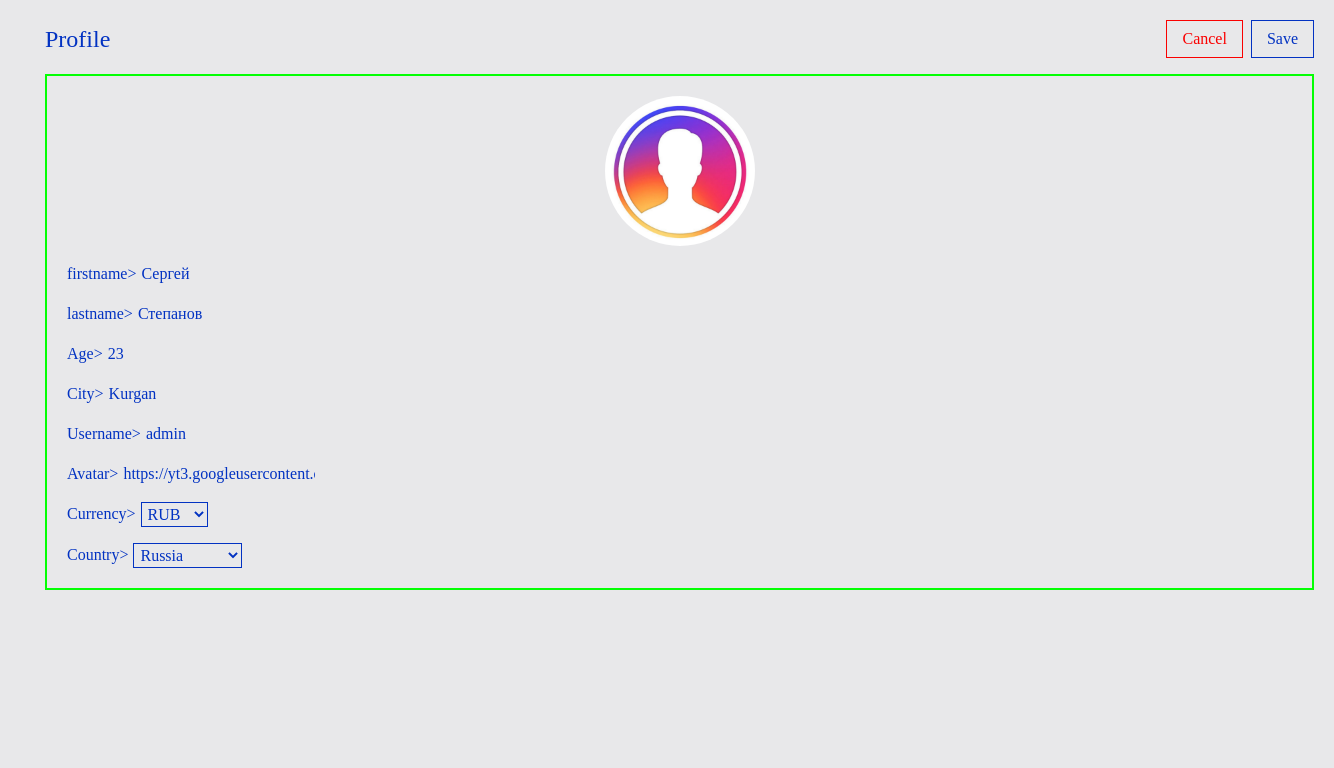 Profile
Cancel
Save
firstname> Сергей
lastname> Степанов
Age> 23
City> Kurgan
Username> admin
Avatar> https://yt3.googleusercontent.
Currency> RUB
Country> Russia